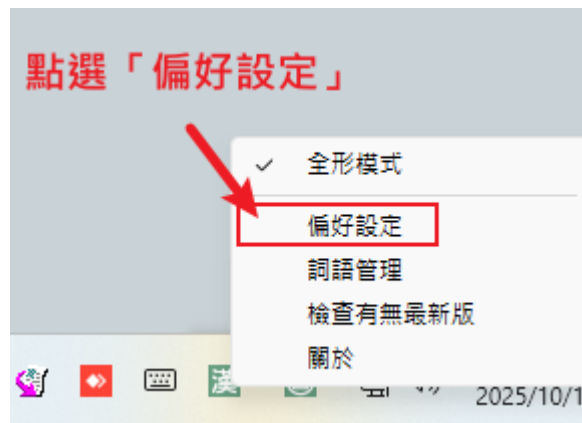 點選「偏好設定」
✓ 全形模式
偏好設定
詞語管理
檢查有無最新版
關於
漢
2025/10/1